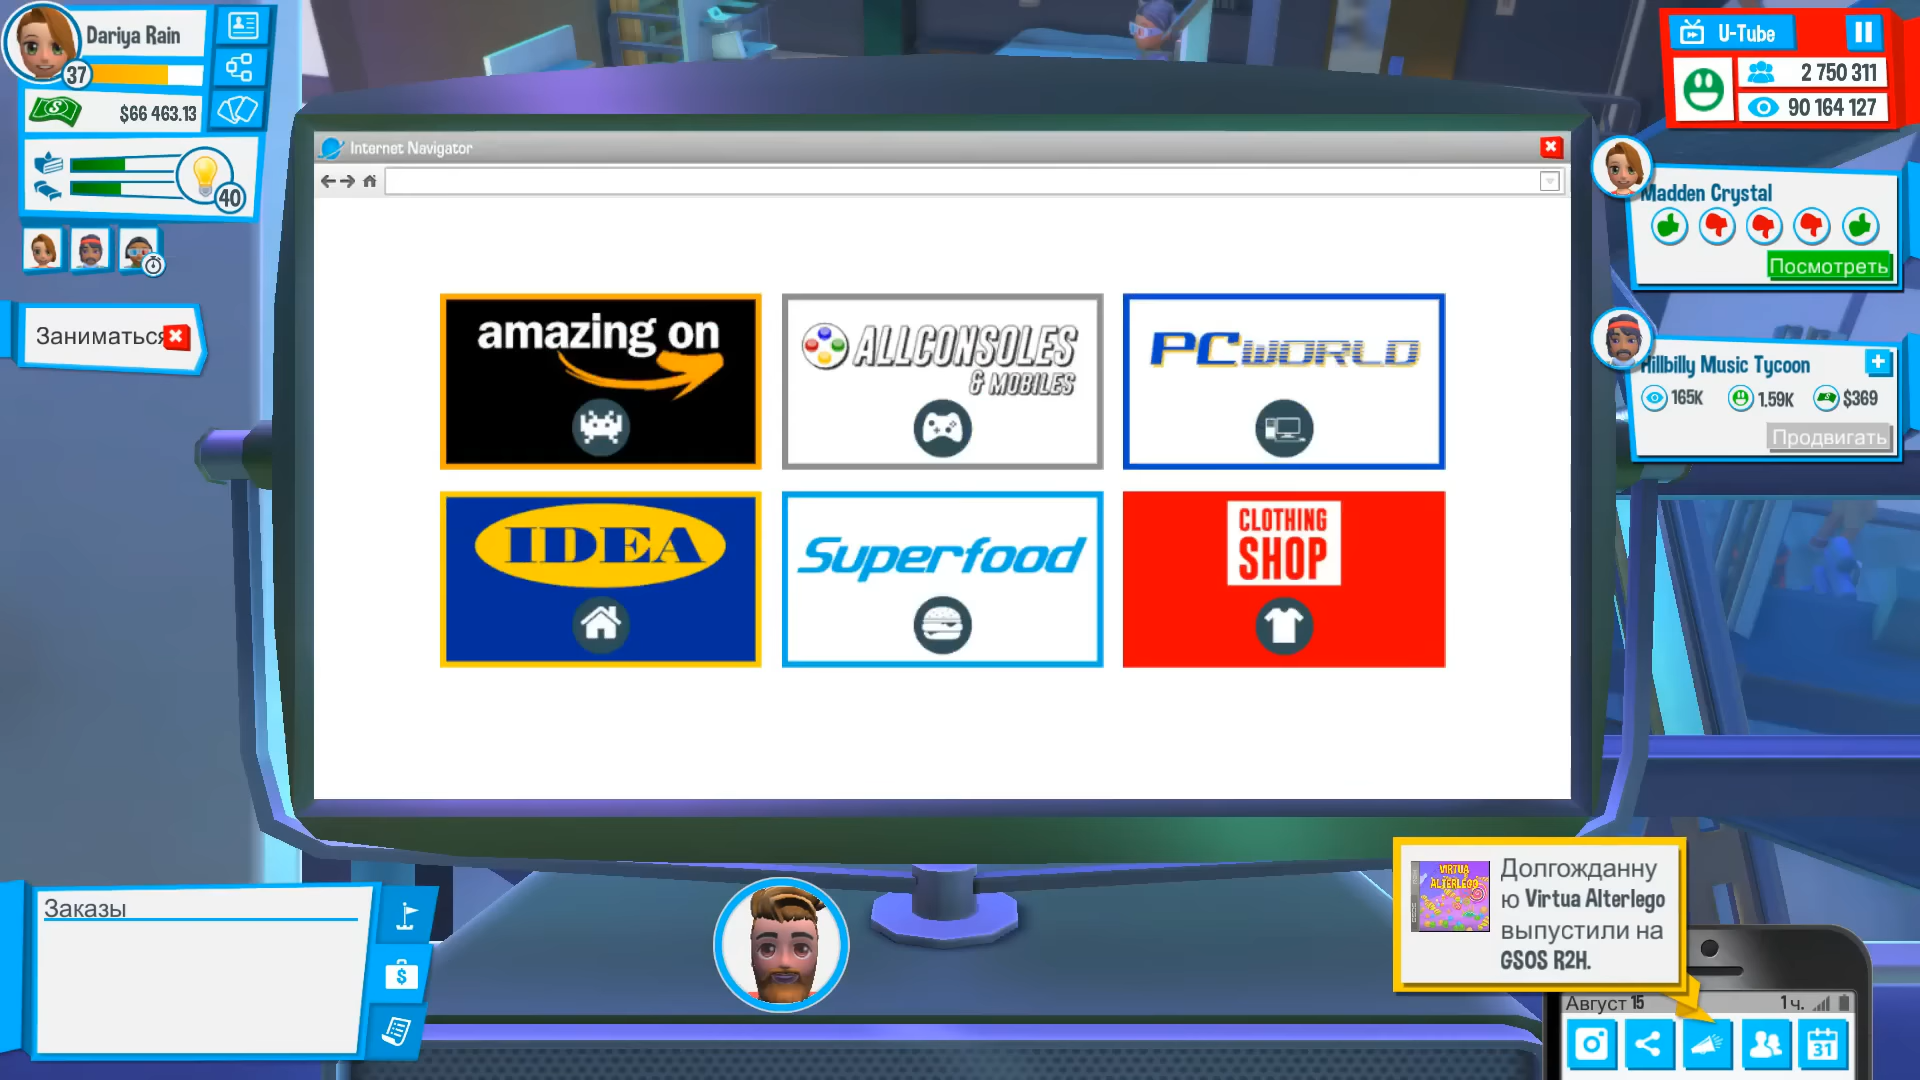 Dariya Rain
37
$66 463.13
40
Заниматься
Internet Navigator
amazing on
ALLCONSOLES
& MOBILES
PCWORLD
IDEA
Superfood
CLOTHING
SHOP
U-Tube
2 750 311
90 164 127
Madden Crystal
Посмотреть
Hillbilly Music Tycoon
165K
1.59K
$369
Продвигать
Заказы
VIRTUA
ALTERLEGO
Долгожданну
ю Virtua Alterlego
выпустили на
GSOS R2H.
Август 15
1 ч.
31